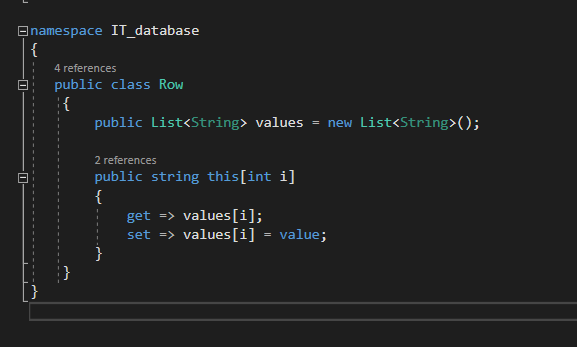 namespace IT_database
{
4 references
public class Row
{
public List<String> values = new List<String>();
2 references
public string this[int i]
{
get => values[i];
set => values[i] = value;
}
}
}